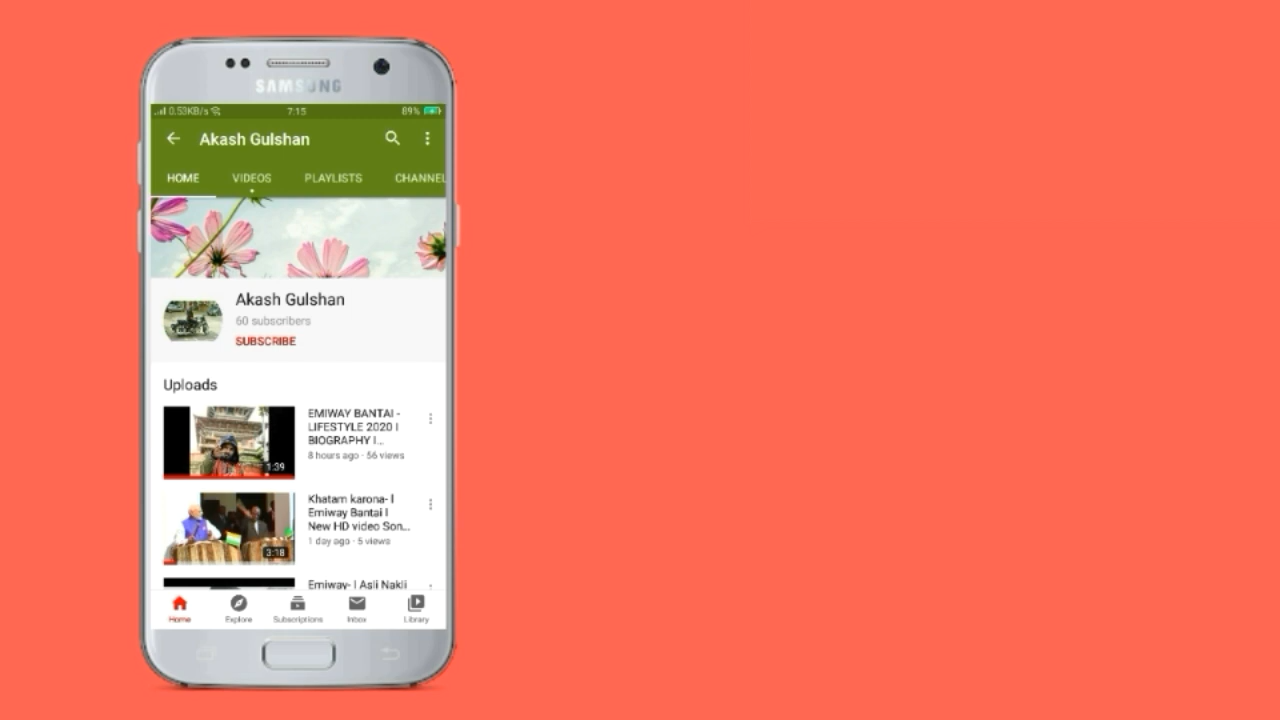 SAMSUNG
0.53KB/s 7:15 89%
Akash Gulshan
HOME VIDEOS PLAYLISTS CHANNEL
Akash Gulshan
60 subscribers
SUBSCRIBE
Uploads
EMIWAY BANTAI -
LIFESTYLE 2020 I
BIOGRAPHY I...
8 hours ago · 56 views
1:39
Khatam karona- I
Emiway Bantai I
New HD video Son...
1 day ago · 5 views
3:18
Emiway- I Asli Nakli
Home Explore Subscriptions Inbox Library